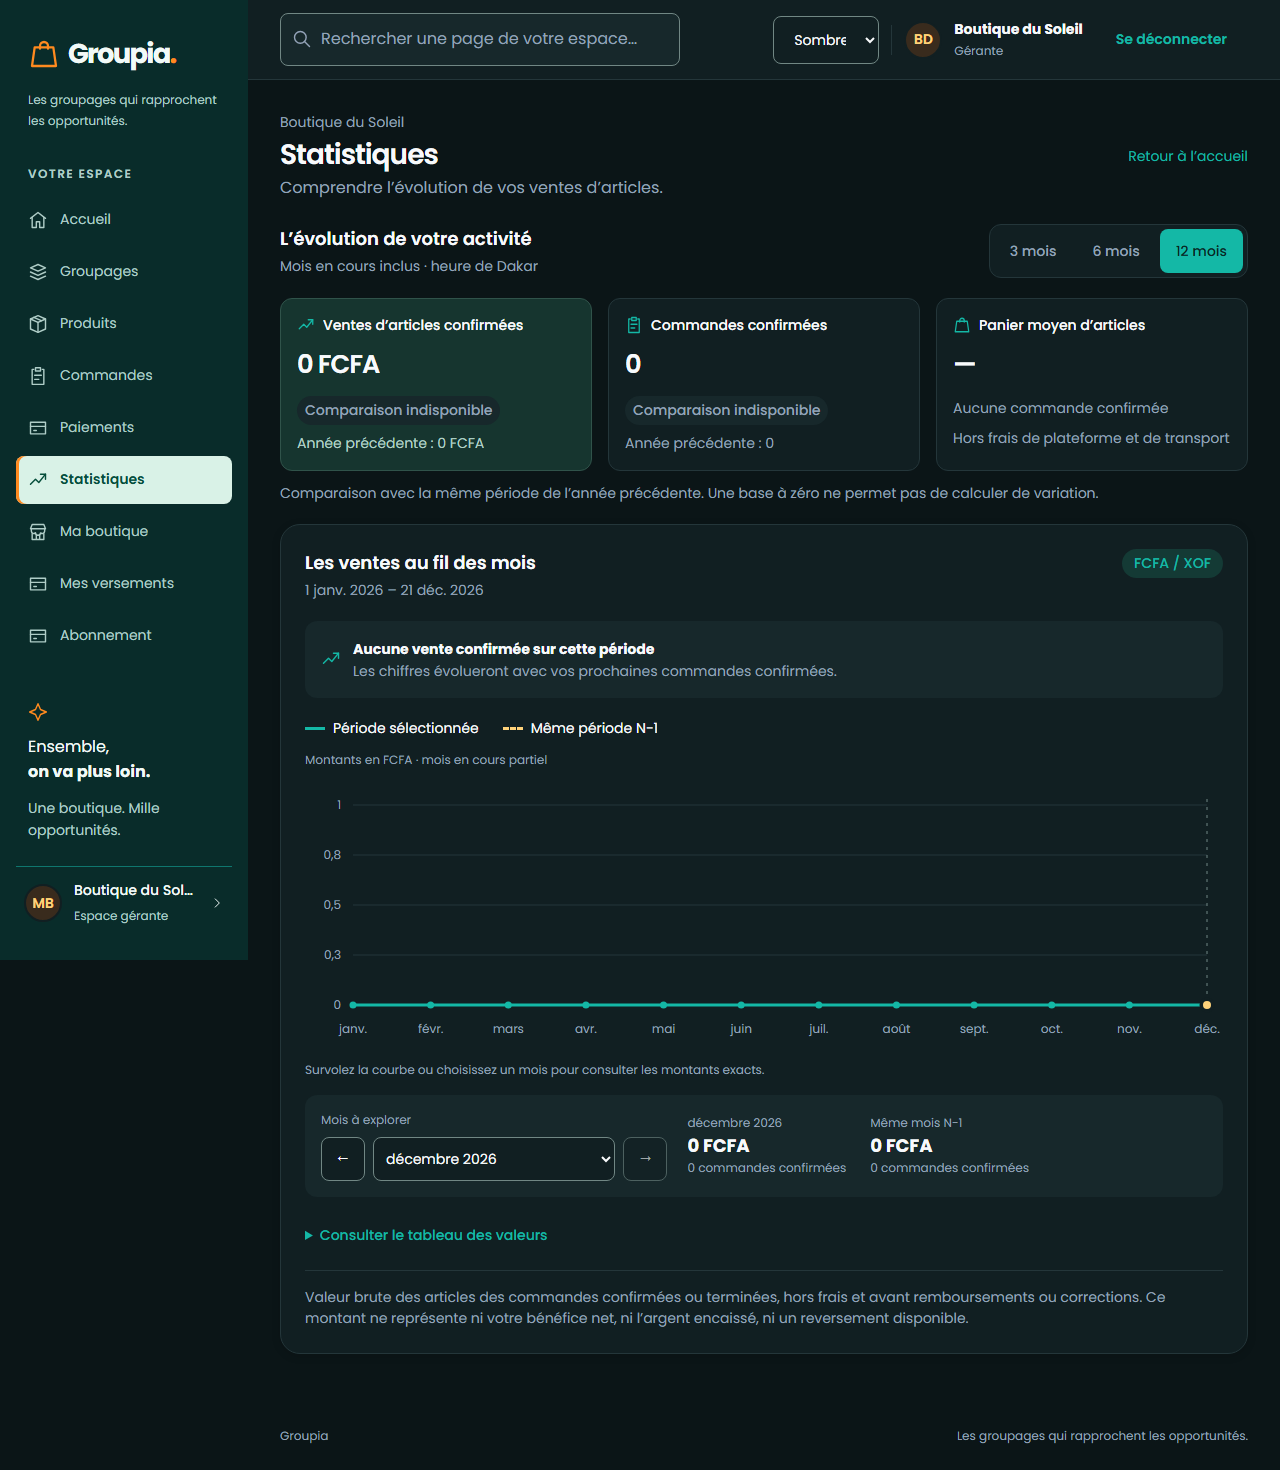 Groupia.
Les groupages qui rapprochent
les opportunités.
VOTRE ESPACE
Accueil
Groupages
Produits
Commandes
Paiements
Statistiques
Ma boutique
Mes versements
Abonnement
Ensemble,
on va plus loin.
Une boutique. Mille
opportunités.
MB
Boutique du Sol…
Espace gérante
Rechercher une page de votre espace…
Sombre
BD
Boutique du Soleil
Gérante
Se déconnecter
Boutique du Soleil
Statistiques
Comprendre l’évolution de vos ventes d’articles.
Retour à l’accueil
L’évolution de votre activité
Mois en cours inclus · heure de Dakar
3 mois
6 mois
12 mois
Ventes d’articles confirmées
0 FCFA
Comparaison indisponible
Année précédente : 0 FCFA
Commandes confirmées
0
Comparaison indisponible
Année précédente : 0
Panier moyen d’articles
—
Aucune commande confirmée
Hors frais de plateforme et de transport
Comparaison avec la même période de l’année précédente. Une base à zéro ne permet pas de calculer de variation.
Les ventes au fil des mois
1 janv. 2026 – 21 déc. 2026
FCFA / XOF
Aucune vente confirmée sur cette période
Les chiffres évolueront avec vos prochaines commandes confirmées.
Période sélectionnée
Même période N-1
Montants en FCFA · mois en cours partiel
1
0,8
0,5
0,3
0
janv. févr. mars avr. mai juin juil. août sept. oct. nov. déc.
Survolez la courbe ou choisissez un mois pour consulter les montants exacts.
Mois à explorer
←
décembre 2026
→
décembre 2026
0 FCFA
0 commandes confirmées
Même mois N-1
0 FCFA
0 commandes confirmées
Consulter le tableau des valeurs
Valeur brute des articles des commandes confirmées ou terminées, hors frais et avant remboursements ou corrections. Ce
montant ne représente ni votre bénéfice net, ni l’argent encaissé, ni un reversement disponible.
Groupia
Les groupages qui rapprochent les opportunités.